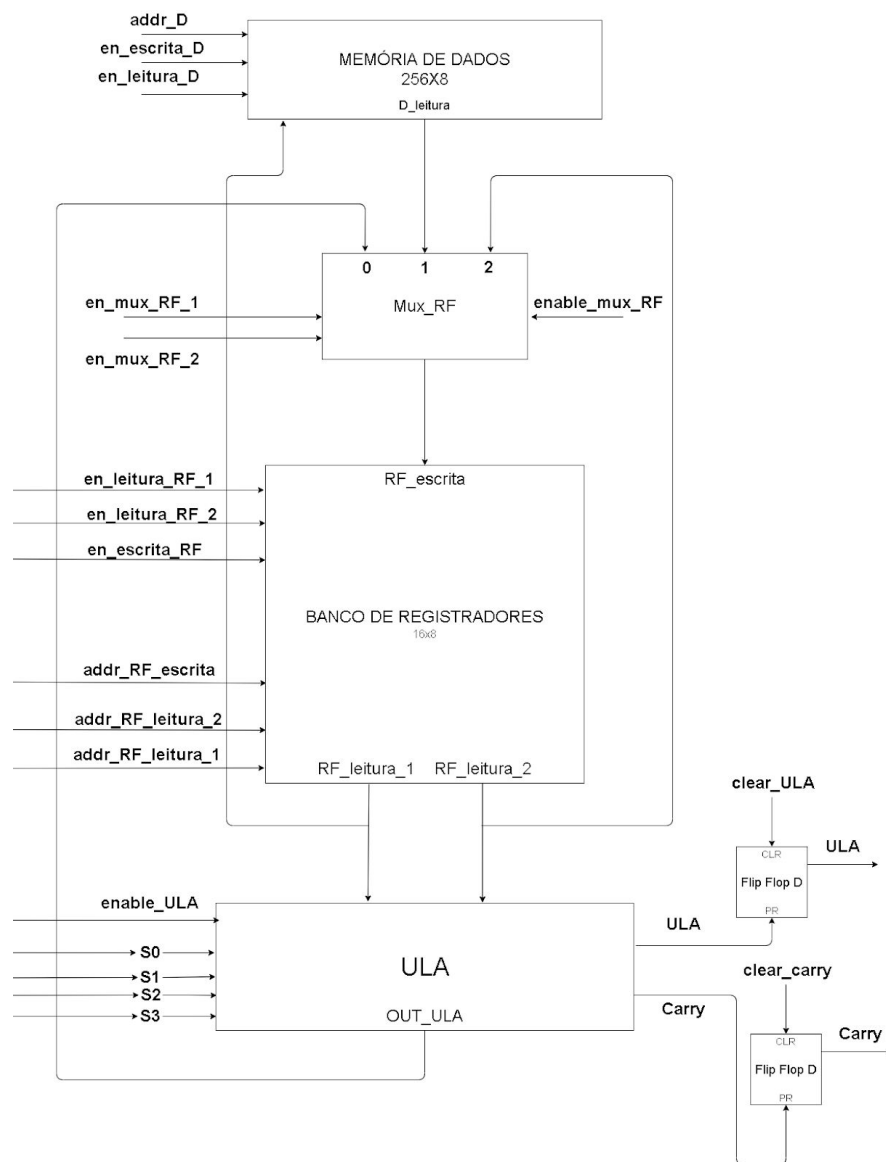 addr_D
en_escrita_D
en_leitura_D
MEMÓRIA DE DADOS
256X8
D_leitura
0 1 2
Mux_RF
en_mux_RF_1
en_mux_RF_2
enable_mux_RF
en_leitura_RF_1
en_leitura_RF_2
en_escrita_RF
RF_escrita
BANCO DE REGISTRADORES
16x8
addr_RF_escrita
addr_RF_leitura_2
addr_RF_leitura_1
RF_leitura_1 RF_leitura_2
clear_ULA
CLR
Flip Flop D
PR
ULA
enable_ULA
S0
S1
S2
S3
ULA
OUT_ULA
ULA
Carry
clear_carry
CLR
Flip Flop D
PR
Carry